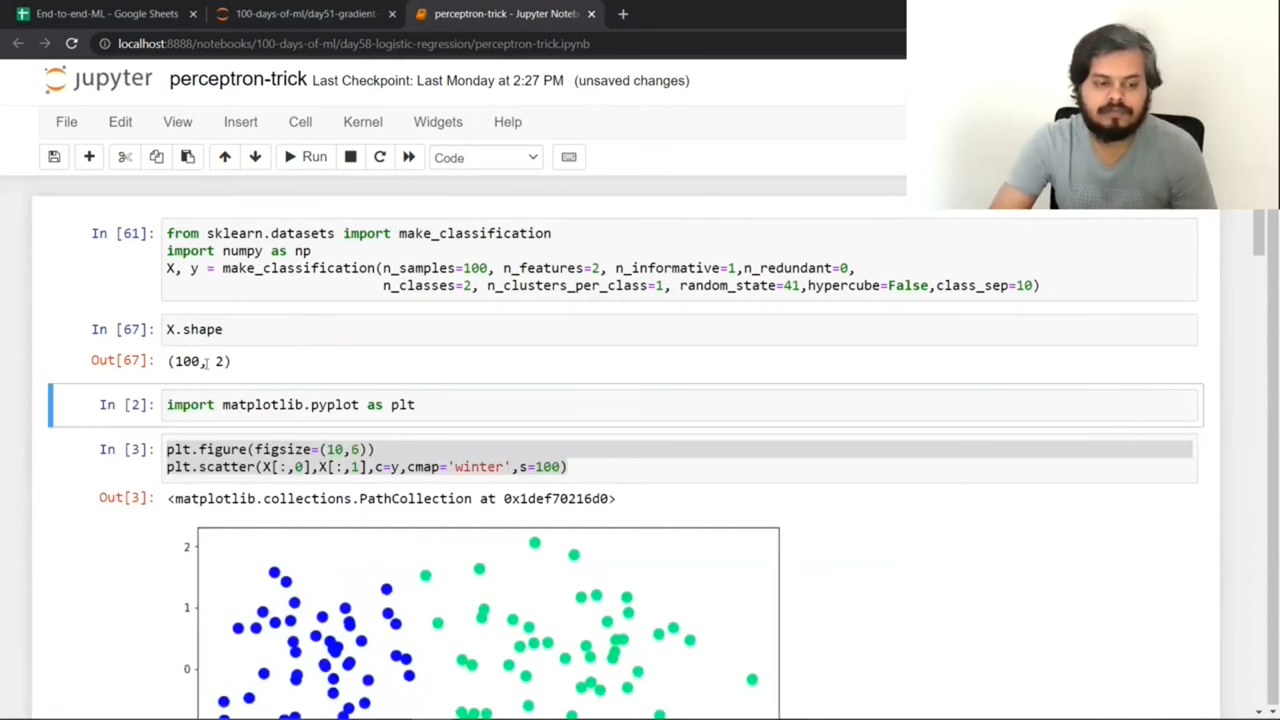 End-to-end-ML - Google Sheets
100-days-of-ml/day51-gradient
perceptron-trick - Jupyter Noteb
localhost:8888/notebooks/100-days-of-ml/day58-logistic-regression/perceptron-trick.ipynb
jupyter perceptron-trick Last Checkpoint: Last Monday at 2:27 PM (unsaved changes)
File Edit View Insert Cell Kernel Widgets Help
Run Code
In [61]: from sklearn.datasets import make_classification
import numpy as np
X, y = make_classification(n_samples=100, n_features=2, n_informative=1,n_redundant=0,
n_classes=2, n_clusters_per_class=1, random_state=41,hypercube=False,class_sep=10)
In [67]: X.shape
Out[67]: (100, 2)
In [2]: import matplotlib.pyplot as plt
In [3]: plt.figure(figsize=(10,6))
plt.scatter(X[:,0],X[:,1],c=y,cmap='winter',s=100)
Out[3]: <matplotlib.collections.PathCollection at 0x1def70216d0>
2
1
0